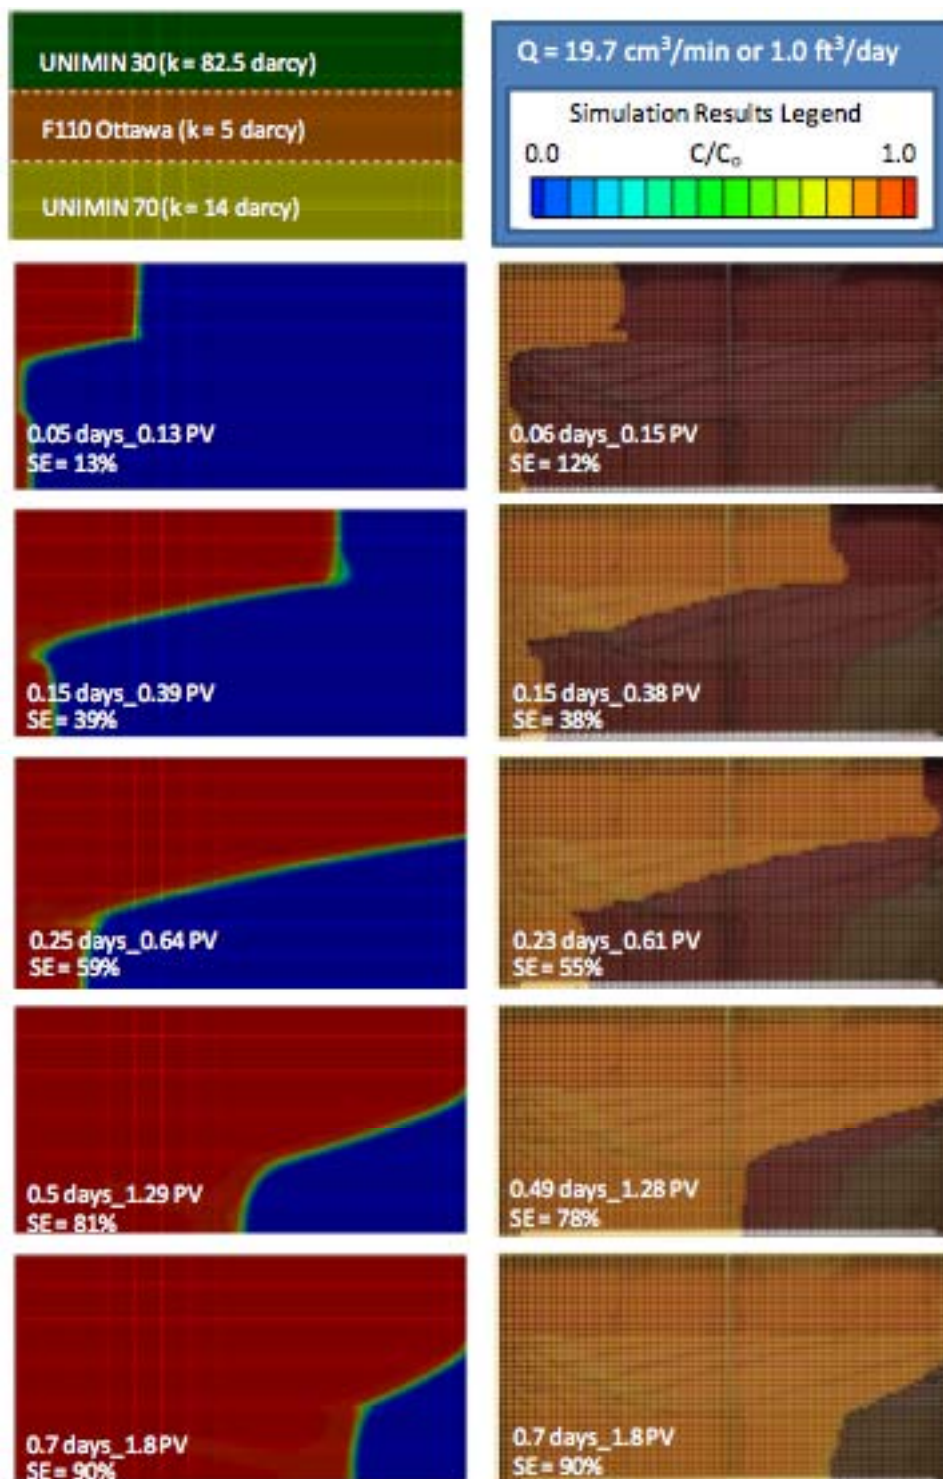 UNIMIN 30 (k = 82.5 darcy)
F110 Ottawa (k = 5 darcy)
UNIMIN 70 (k = 14 darcy)
Q = 19.7 cm³/min or 1.0 ft³/day
Simulation Results Legend
0.0 C/C₀ 1.0
0.05 days_0.13 PV
SE = 13%
0.06 days_0.15 PV
SE = 12%
0.15 days_0.39 PV
SE = 39%
0.15 days_0.38 PV
SE = 38%
0.25 days_0.64 PV
SE = 59%
0.23 days_0.61 PV
SE = 55%
0.5 days_1.29 PV
SE = 81%
0.49 days_1.28 PV
SE = 78%
0.7 days_1.8 PV
SE = 90%
0.7 days_1.8 PV
SE = 90%